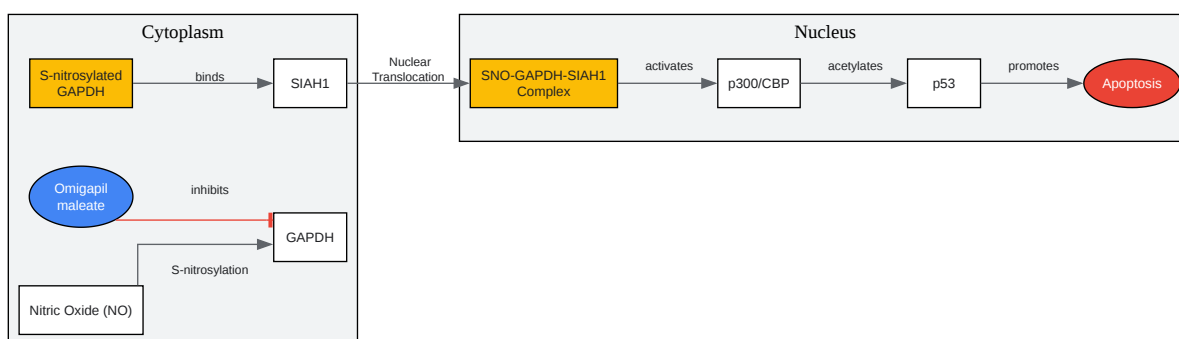 Cytoplasm
Nucleus
S-nitrosylated
GAPDH
binds
SIAH1
Nuclear
Translocation
SNO-GAPDH-SIAH1
Complex
activates
p300/CBP
acetylates
p53
promotes
Apoptosis
Omigapil
maleate
inhibits
GAPDH
S-nitrosylation
Nitric Oxide (NO)